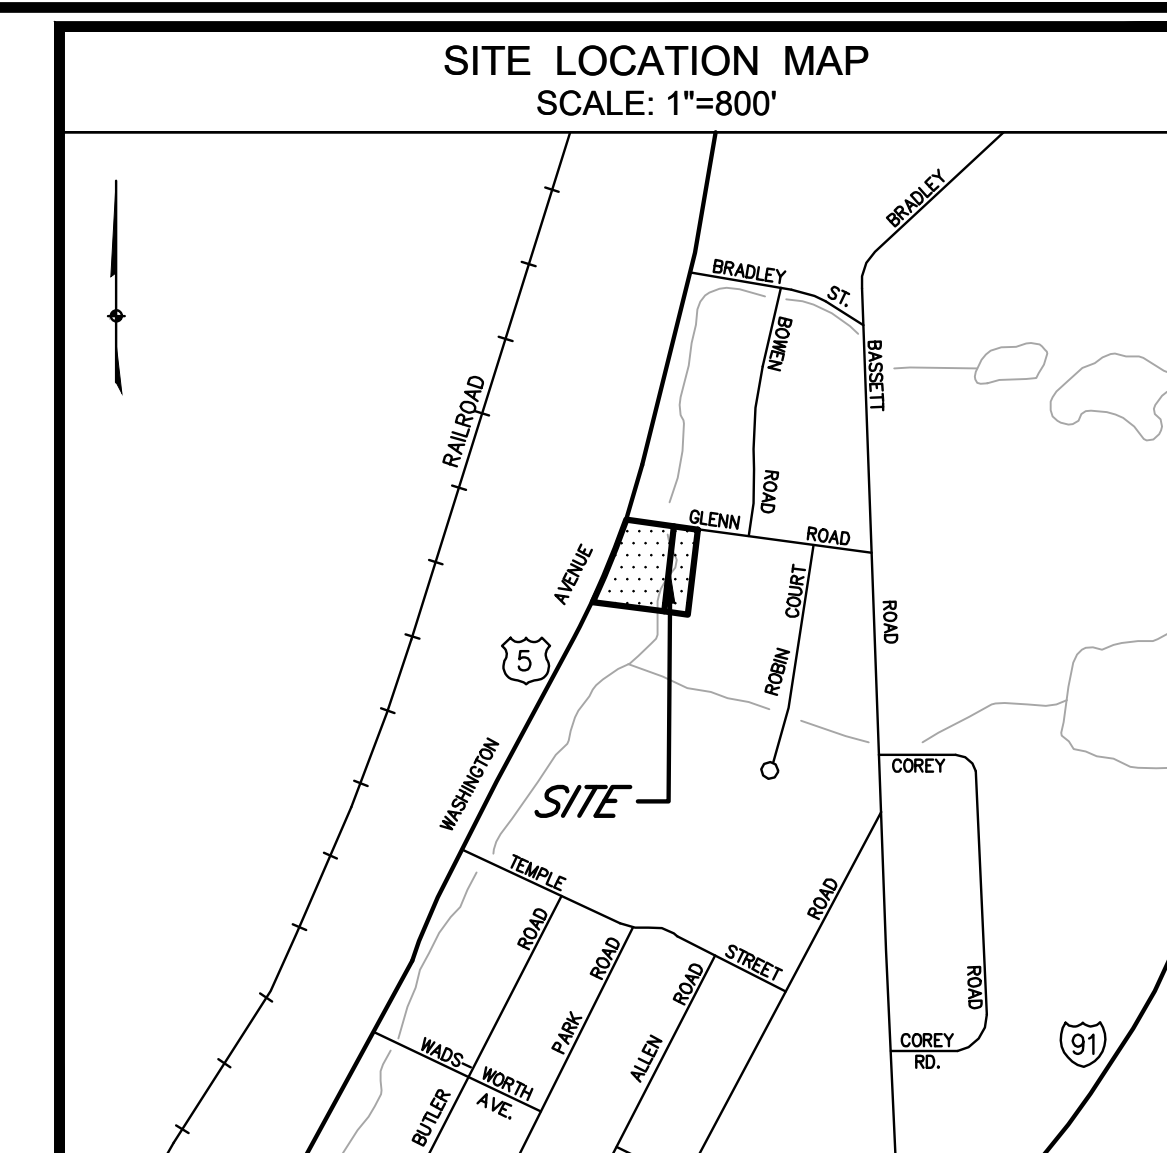 SITE LOCATION MAP
SCALE: 1"=800'
BRADLEY
BRADLEY ST.
BOWEN
BASSETT
RAILROAD
ROAD
GLENN ROAD
AVENUE
COURT
ROAD
5
ROBIN
WASHINGTON
COREY
SITE
TEMPLE
ROAD
ROAD
ROAD
ROAD
STREET
ROAD
PARK
ALLEN
COREY
RD.
91
WADS-
WORTH
AVE.
BUTLER